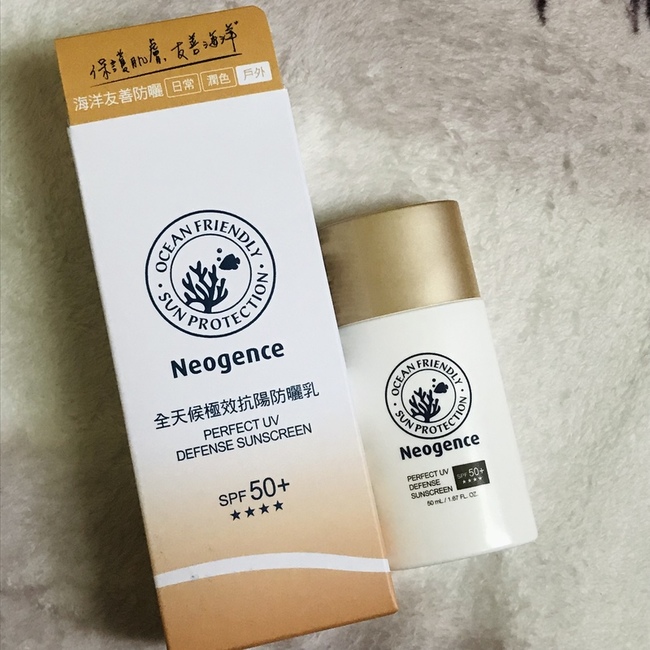 保護肌膚、友善海洋
海洋友善防曬 日常 潤色 戶外
OCEAN FRIENDLY
SUN PROTECTION
Neogence
全天候極效抗陽防曬乳
PERFECT UV
DEFENSE SUNSCREEN
SPF 50+
★★★★
OCEAN FRIENDLY
SUN PROTECTION
Neogence
PERFECT UV
DEFENSE
SUNSCREEN
SPF 50+
★★★★
50 mL / 1.67 FL. OZ.